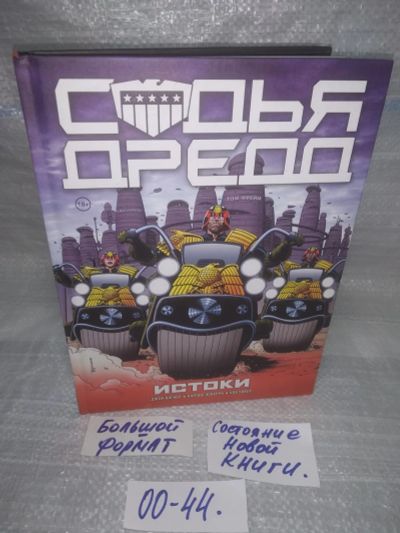 СУДЬЯ
ДРЕДД
18+
ИСТОКИ
БОЛЬШОЙ
ФОРМАТ
СОСТОЯНИЕ
НОВОЙ
КНИГИ.
00-44.